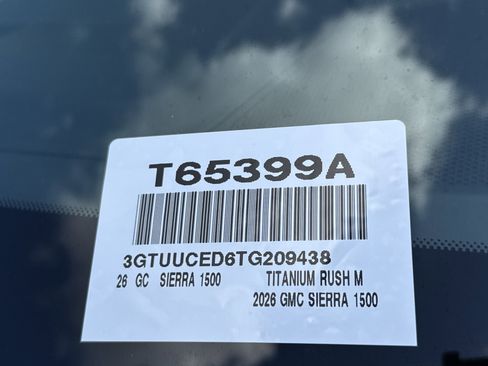 T65399A
3GTUUCED6TG209438
26 GC SIERRA 1500 TITANIUM RUSH M
2026 GMC SIERRA 1500